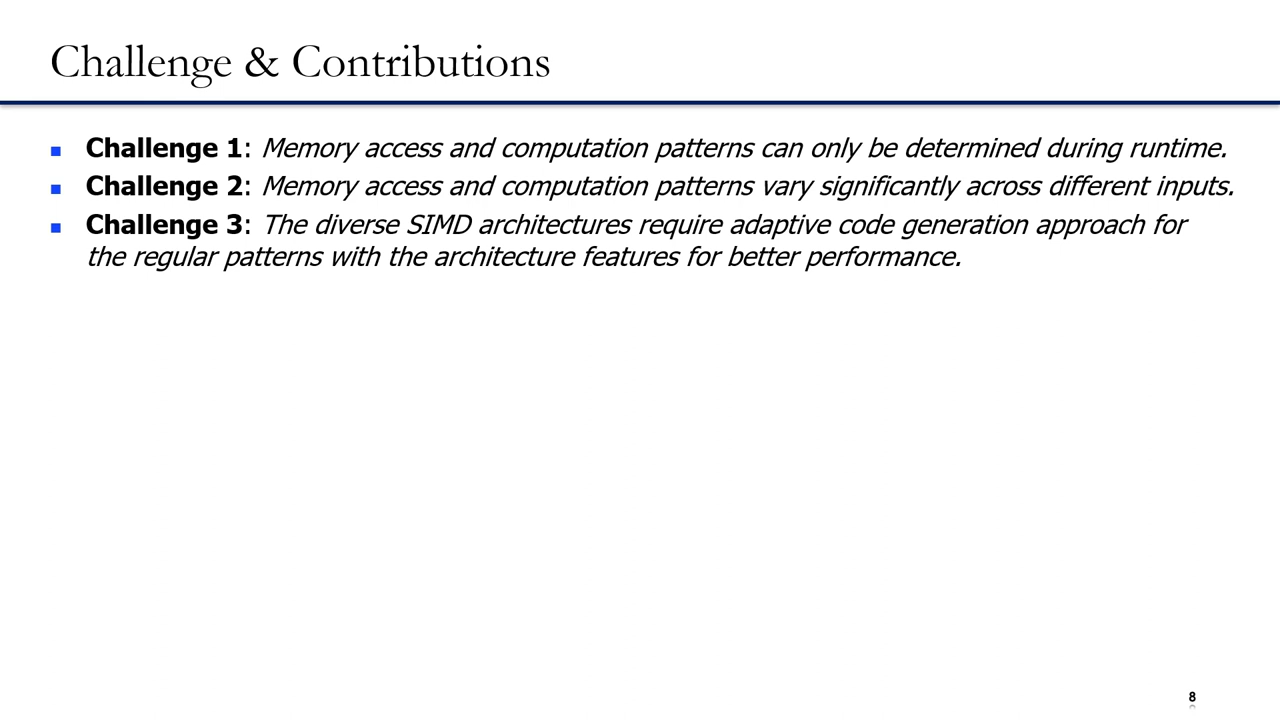 Challenge & Contributions
Challenge 1: Memory access and computation patterns can only be determined during runtime.
Challenge 2: Memory access and computation patterns vary significantly across different inputs.
Challenge 3: The diverse SIMD architectures require adaptive code generation approach for
the regular patterns with the architecture features for better performance.
8